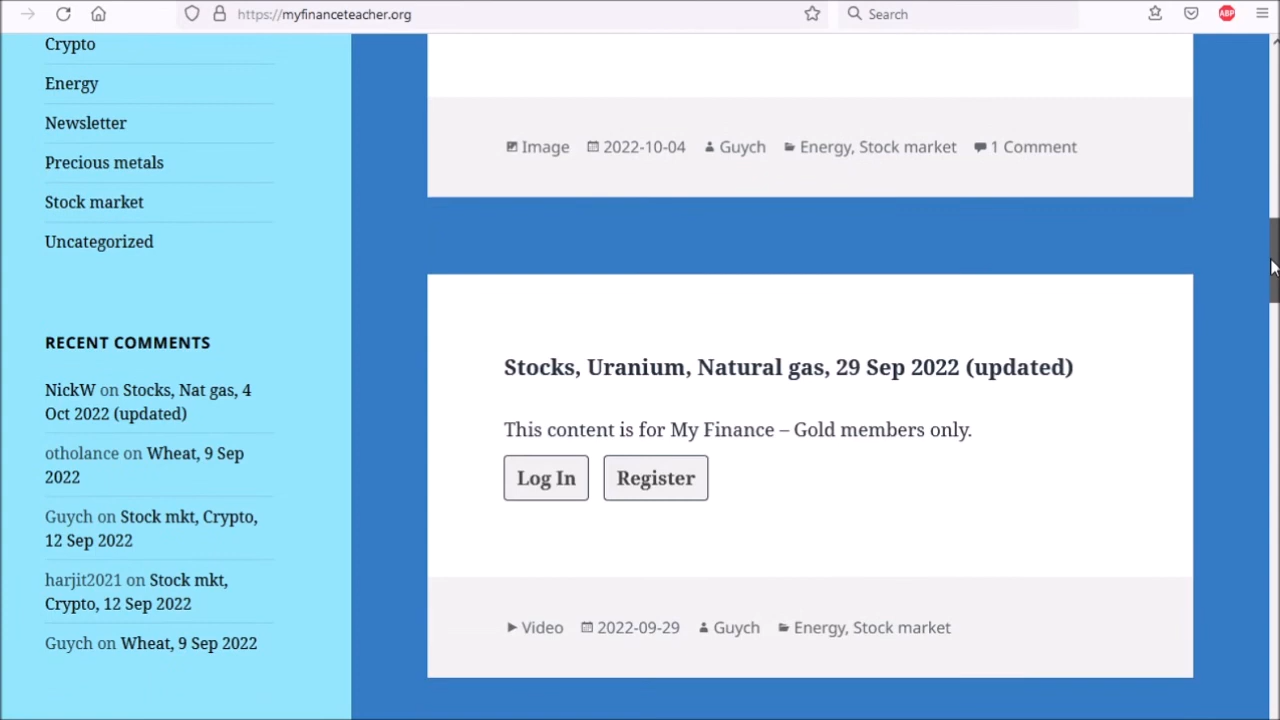 https://myfinanceteacher.org
Search
ABP
Crypto
Energy
Newsletter
Precious metals
Stock market
Uncategorized
RECENT COMMENTS
NickW on Stocks, Nat gas, 4
Oct 2022 (updated)
otholance on Wheat, 9 Sep
2022
Guych on Stock mkt, Crypto,
12 Sep 2022
harjit2021 on Stock mkt,
Crypto, 12 Sep 2022
Guych on Wheat, 9 Sep 2022
Image 2022-10-04 Guych Energy, Stock market 1 Comment
Stocks, Uranium, Natural gas, 29 Sep 2022 (updated)
This content is for My Finance – Gold members only.
Log In Register
Video 2022-09-29 Guych Energy, Stock market